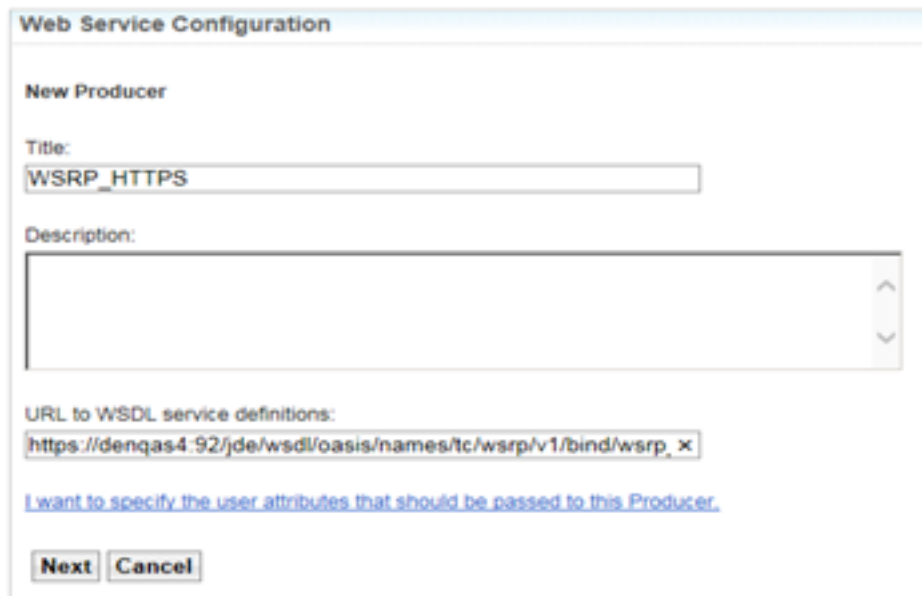 Web Service Configuration
New Producer
Title:
WSRP_HTTPS
Description:
URL to WSDL service definitions:
https://denqas4:92/jde/wsdl/oasis/names/tc/wsrp/v1/bind/wsrp_
I want to specify the user attributes that should be passed to this Producer.
Next Cancel